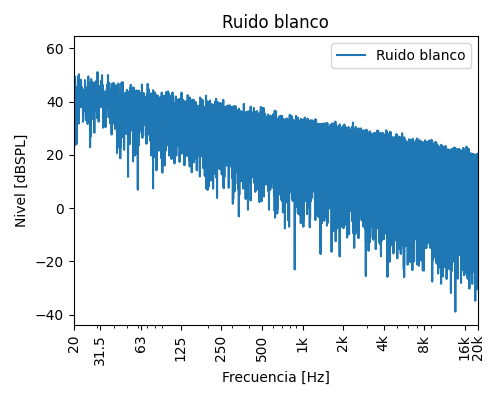 Ruido blanco
Ruido blanco
Nivel [dBSPL]
60
40
20
0
−20
−40
20
31.5
63
125
250
500
1k
2k
4k
8k
16k
20k
Frecuencia [Hz]